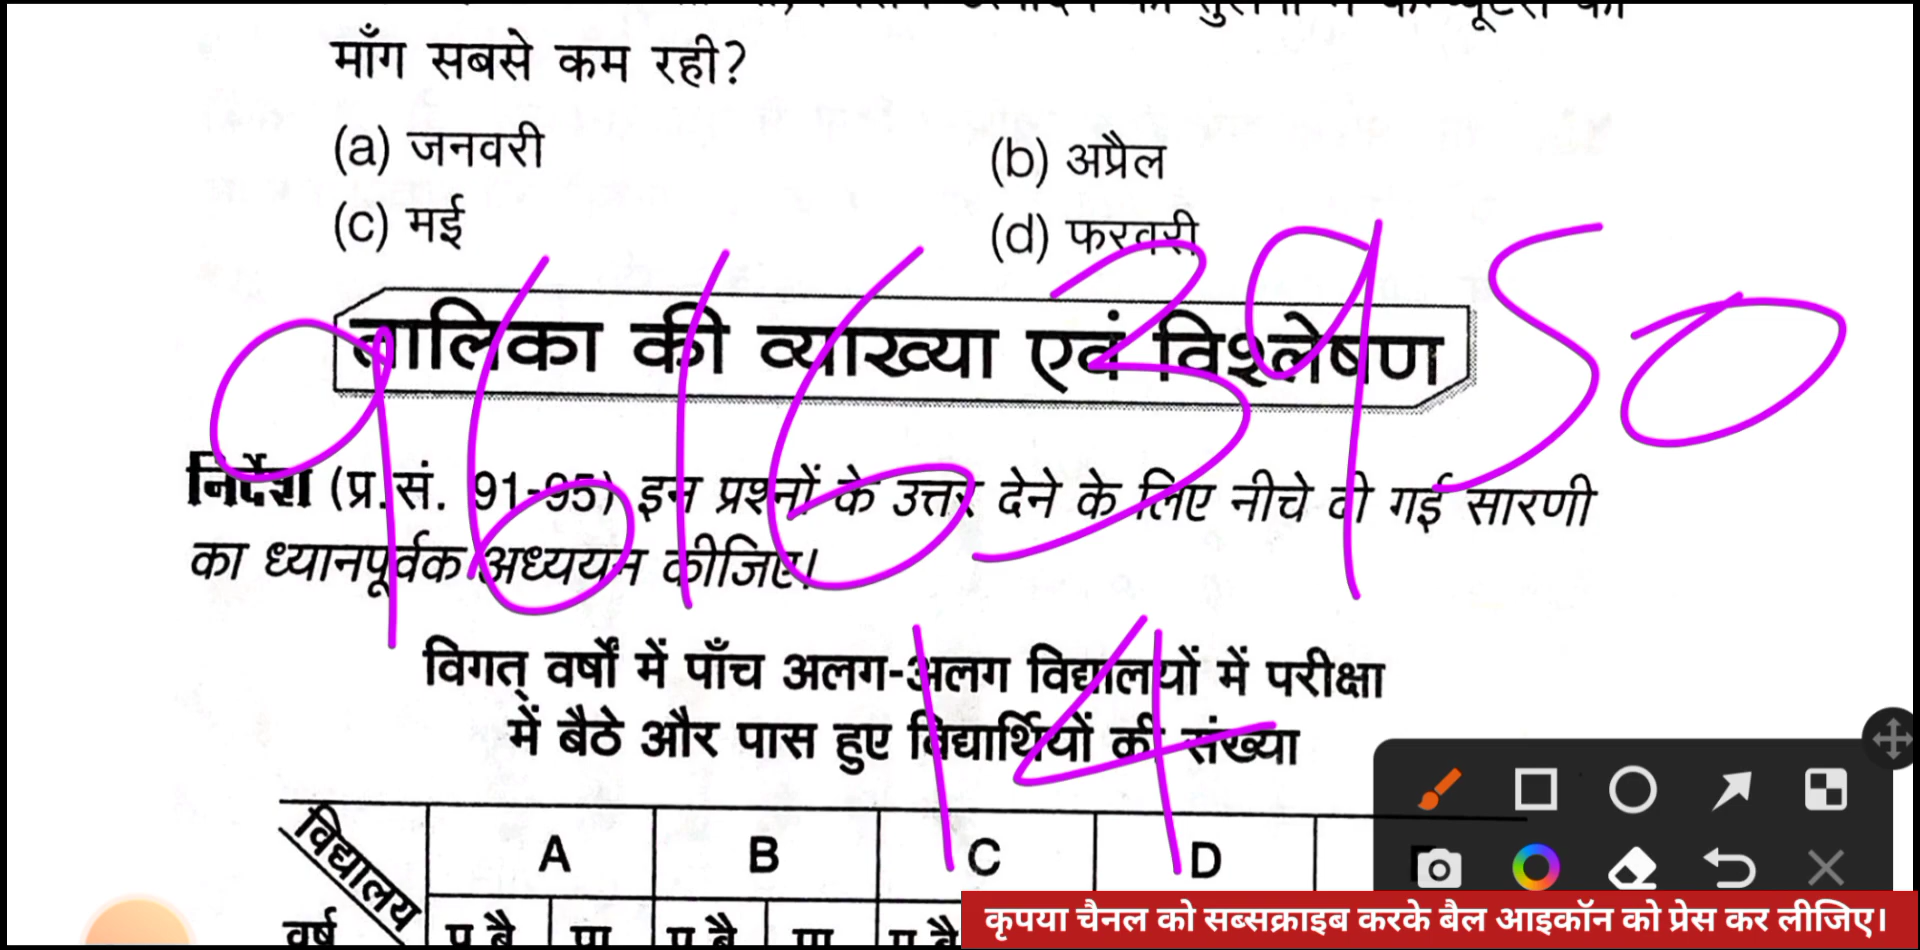 माँग सबसे कम रही?
(a) जनवरी (b) अप्रैल
(c) मई (d) फरवरी
तालिका की व्याख्या एवं विश्लेषण
9616395014
निर्देश (प्र.सं. 91-95) इन प्रश्नों के उत्तर देने के लिए नीचे दी गई सारणी
का ध्यानपूर्वक अध्ययन कीजिए।
विगत् वर्षों में पाँच अलग-अलग विद्यालयों में परीक्षा
में बैठे और पास हुए विद्यार्थियों की संख्या
विद्यालय A B C D
वर्ष
कृपया चैनल को सब्सक्राइब करके बैल आइकॉन को प्रेस कर लीजिए।